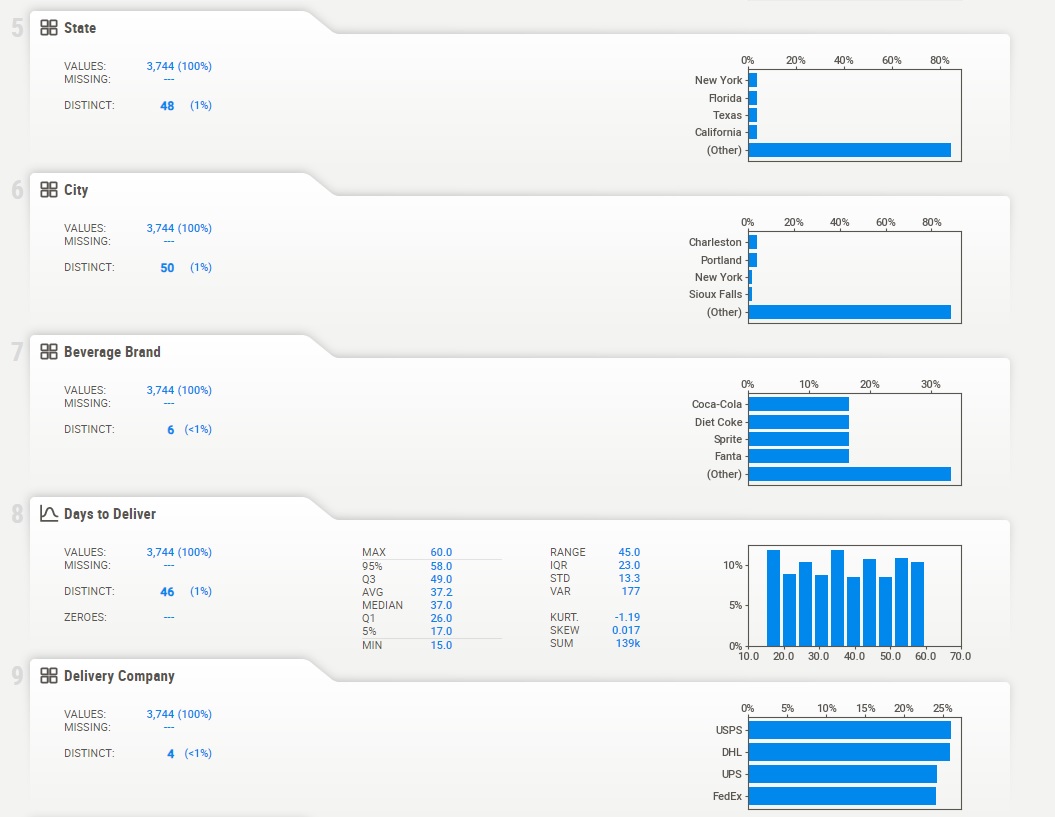 5 State
VALUES: 3,744 (100%)
MISSING: ---
DISTINCT: 48 (1%)
0% 20% 40% 60% 80%
New York
Florida
Texas
California
(Other)
6 City
VALUES: 3,744 (100%)
MISSING: ---
DISTINCT: 50 (1%)
0% 20% 40% 60% 80%
Charleston
Portland
New York
Sioux Falls
(Other)
7 Beverage Brand
VALUES: 3,744 (100%)
MISSING: ---
DISTINCT: 6 (<1%)
0% 10% 20% 30%
Coca-Cola
Diet Coke
Sprite
Fanta
(Other)
8 Days to Deliver
VALUES: 3,744 (100%)
MISSING: ---
DISTINCT: 46 (1%)
ZEROES: ---
MAX 60.0
95% 58.0
Q3 49.0
AVG 37.2
MEDIAN 37.0
Q1 26.0
5% 17.0
MIN 15.0
RANGE 45.0
IQR 23.0
STD 13.3
VAR 177
KURT. -1.19
SKEW 0.017
SUM 139k
10%
5%
0%
10.0 20.0 30.0 40.0 50.0 60.0 70.0
9 Delivery Company
VALUES: 3,744 (100%)
MISSING: ---
DISTINCT: 4 (<1%)
0% 5% 10% 15% 20% 25%
USPS
DHL
UPS
FedEx